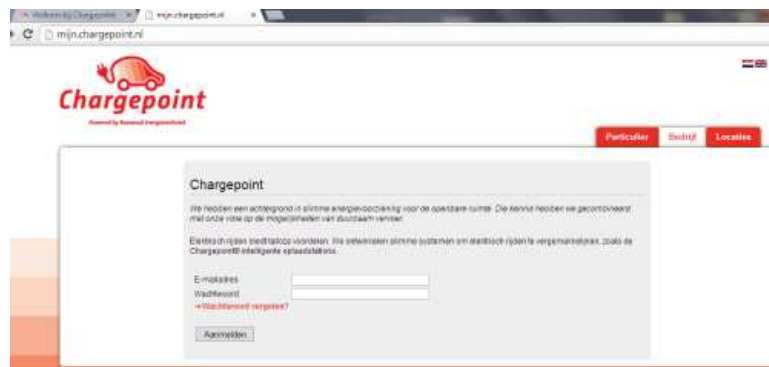 Welkom bij Chargepoint
mijn.chargepoint.nl
mijn.chargepoint.nl
Chargepoint
Powered by
Particulier Bedrijf Locaties
Chargepoint
We hebben een achtergrond in slimme energievoorziening voor de openbare ruimte. Die kennis hebben we gecombineerd
met onze visie op de mogelijkheden van duurzaam vervoer.
Elektrisch rijden biedt talloze voordelen. We ontwikkelen slimme systemen om elektrisch rijden te vergemakkelijken, zoals de
Chargepoint® intelligente oplaadstations.
E-mailadres
Wachtwoord
→Wachtwoord vergeten?
Aanmelden